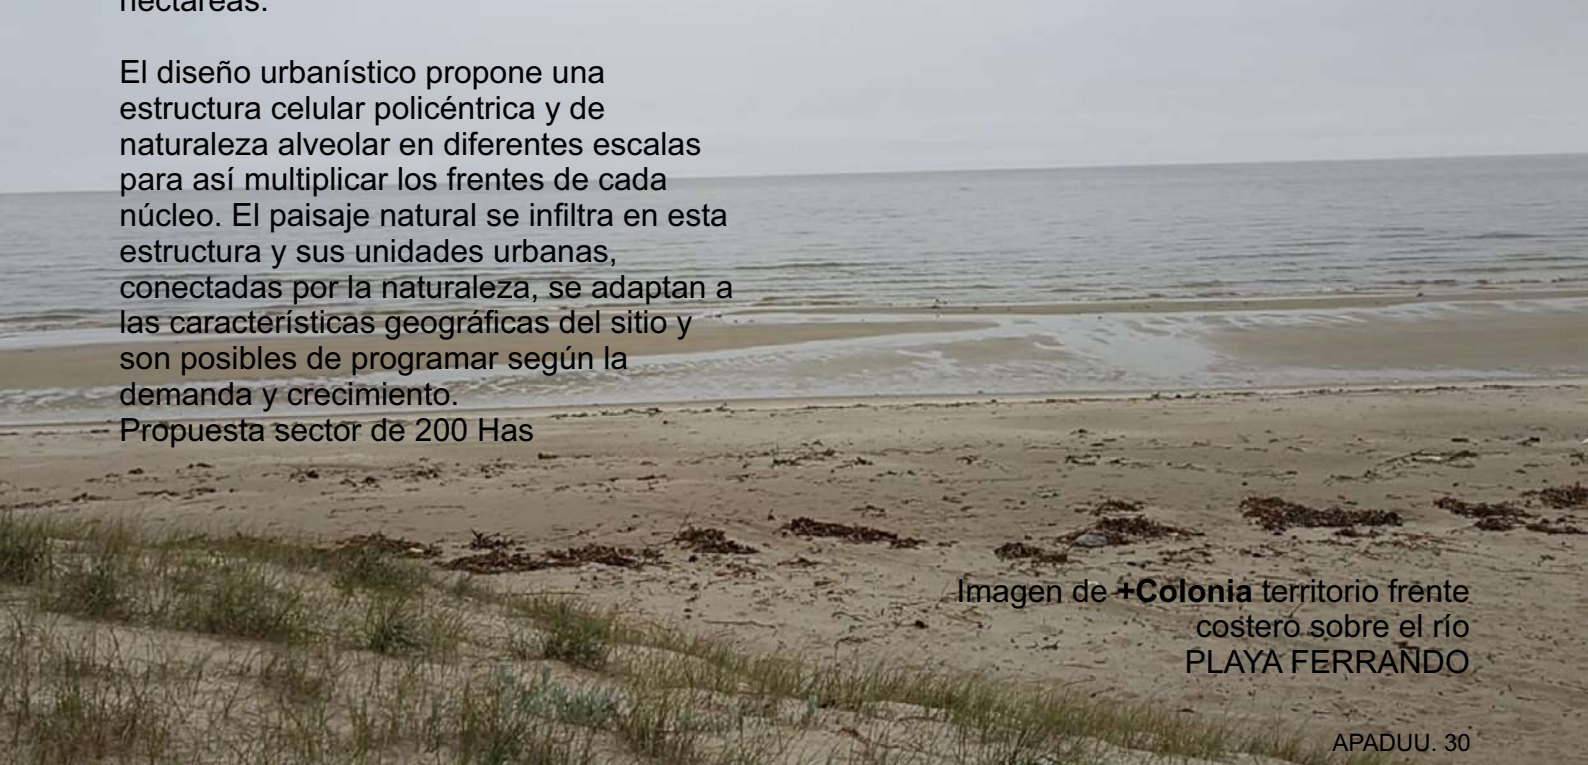 hectáreas.
El diseño urbanístico propone una
estructura celular policéntrica y de
naturaleza alveolar en diferentes escalas
para así multiplicar los frentes de cada
núcleo. El paisaje natural se infiltra en esta
estructura y sus unidades urbanas,
conectadas por la naturaleza, se adaptan a
las características geográficas del sitio y
son posibles de programar según la
demanda y crecimiento.
Propuesta sector de 200 Has
Imagen de +Colonia territorio frente
costero sobre el río
PLAYA FERRANDO
APADUU. 30